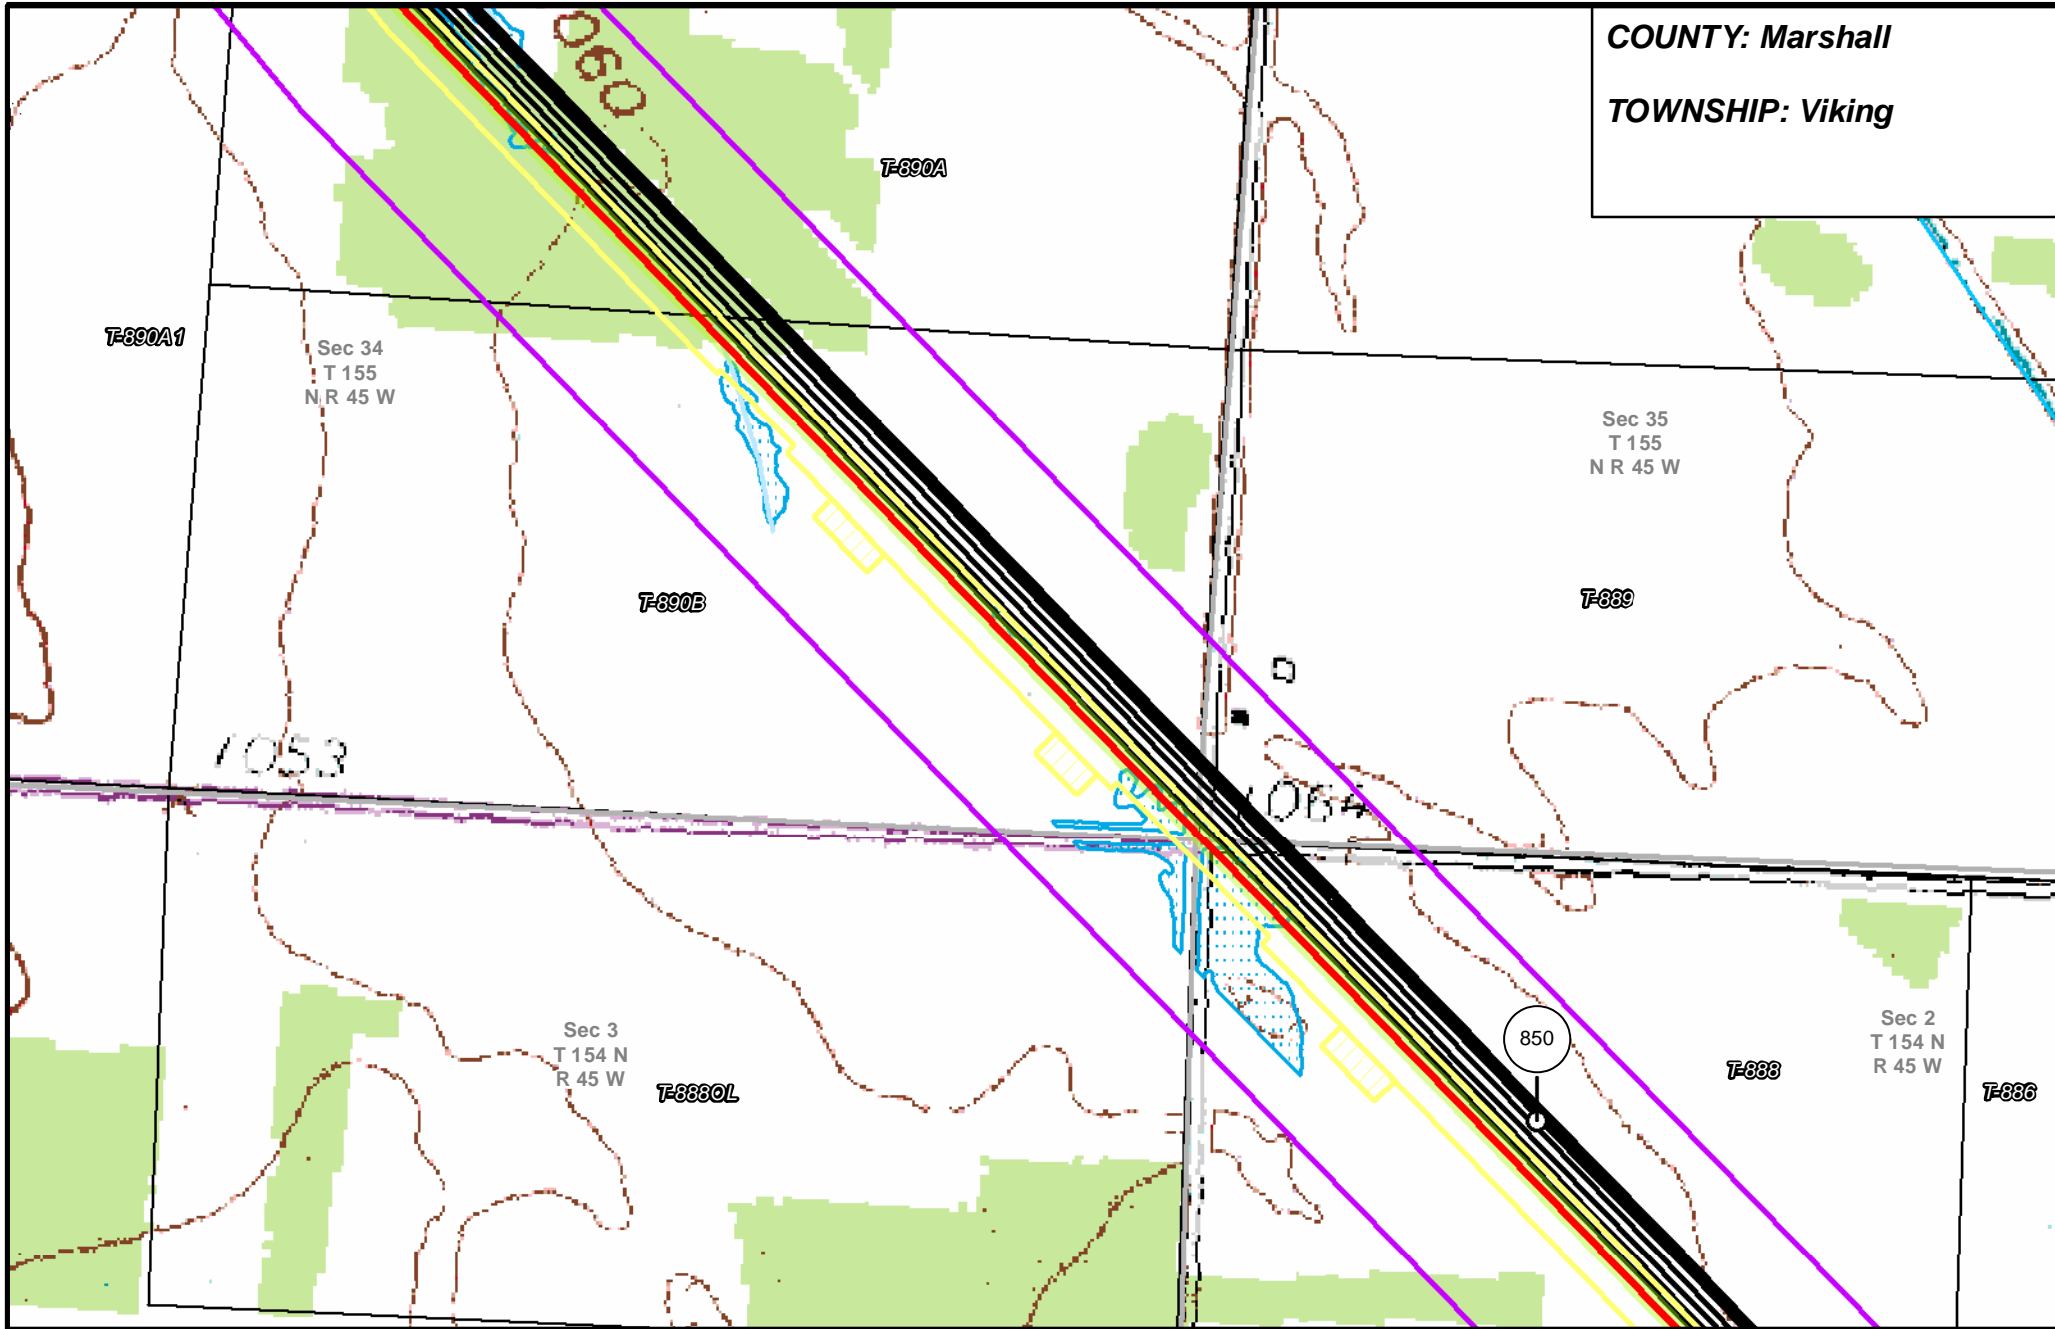 COUNTY: Marshall
TOWNSHIP: Viking
060
T-890A
T-890A1
Sec 34
T 155
N R 45 W
Sec 35
T 155
N R 45 W
T-890B
T-889
1053
1064
Sec 3
T 154 N
R 45 W
T-888OL
850
Sec 2
T 154 N
R 45 W
T-888
T-886